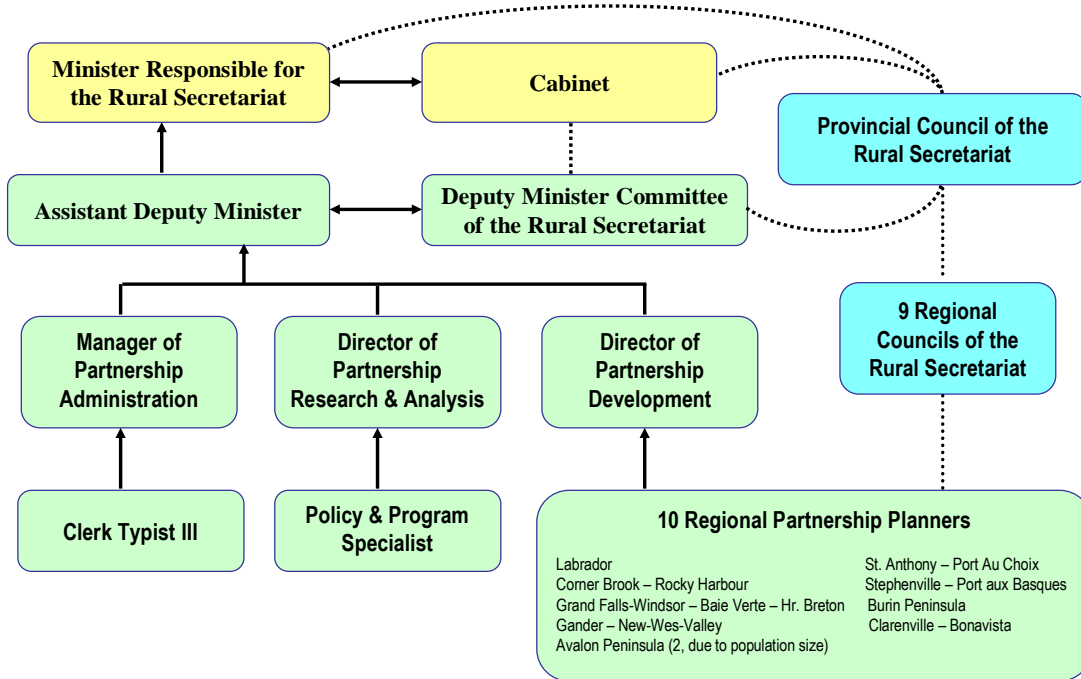 Minister Responsible for
the Rural Secretariat
Cabinet
Provincial Council of the
Rural Secretariat
Assistant Deputy Minister
Deputy Minister Committee
of the Rural Secretariat
9 Regional
Councils of the
Rural Secretariat
Manager of
Partnership
Administration
Director of
Partnership
Research & Analysis
Director of
Partnership
Development
Clerk Typist III
Policy & Program
Specialist
10 Regional Partnership Planners
Labrador
Corner Brook – Rocky Harbour
Grand Falls-Windsor – Baie Verte – Hr. Breton
Gander – New-Wes-Valley
Avalon Peninsula (2, due to population size)
St. Anthony – Port Au Choix
Stephenville – Port aux Basques
Burin Peninsula
Clarenville – Bonavista